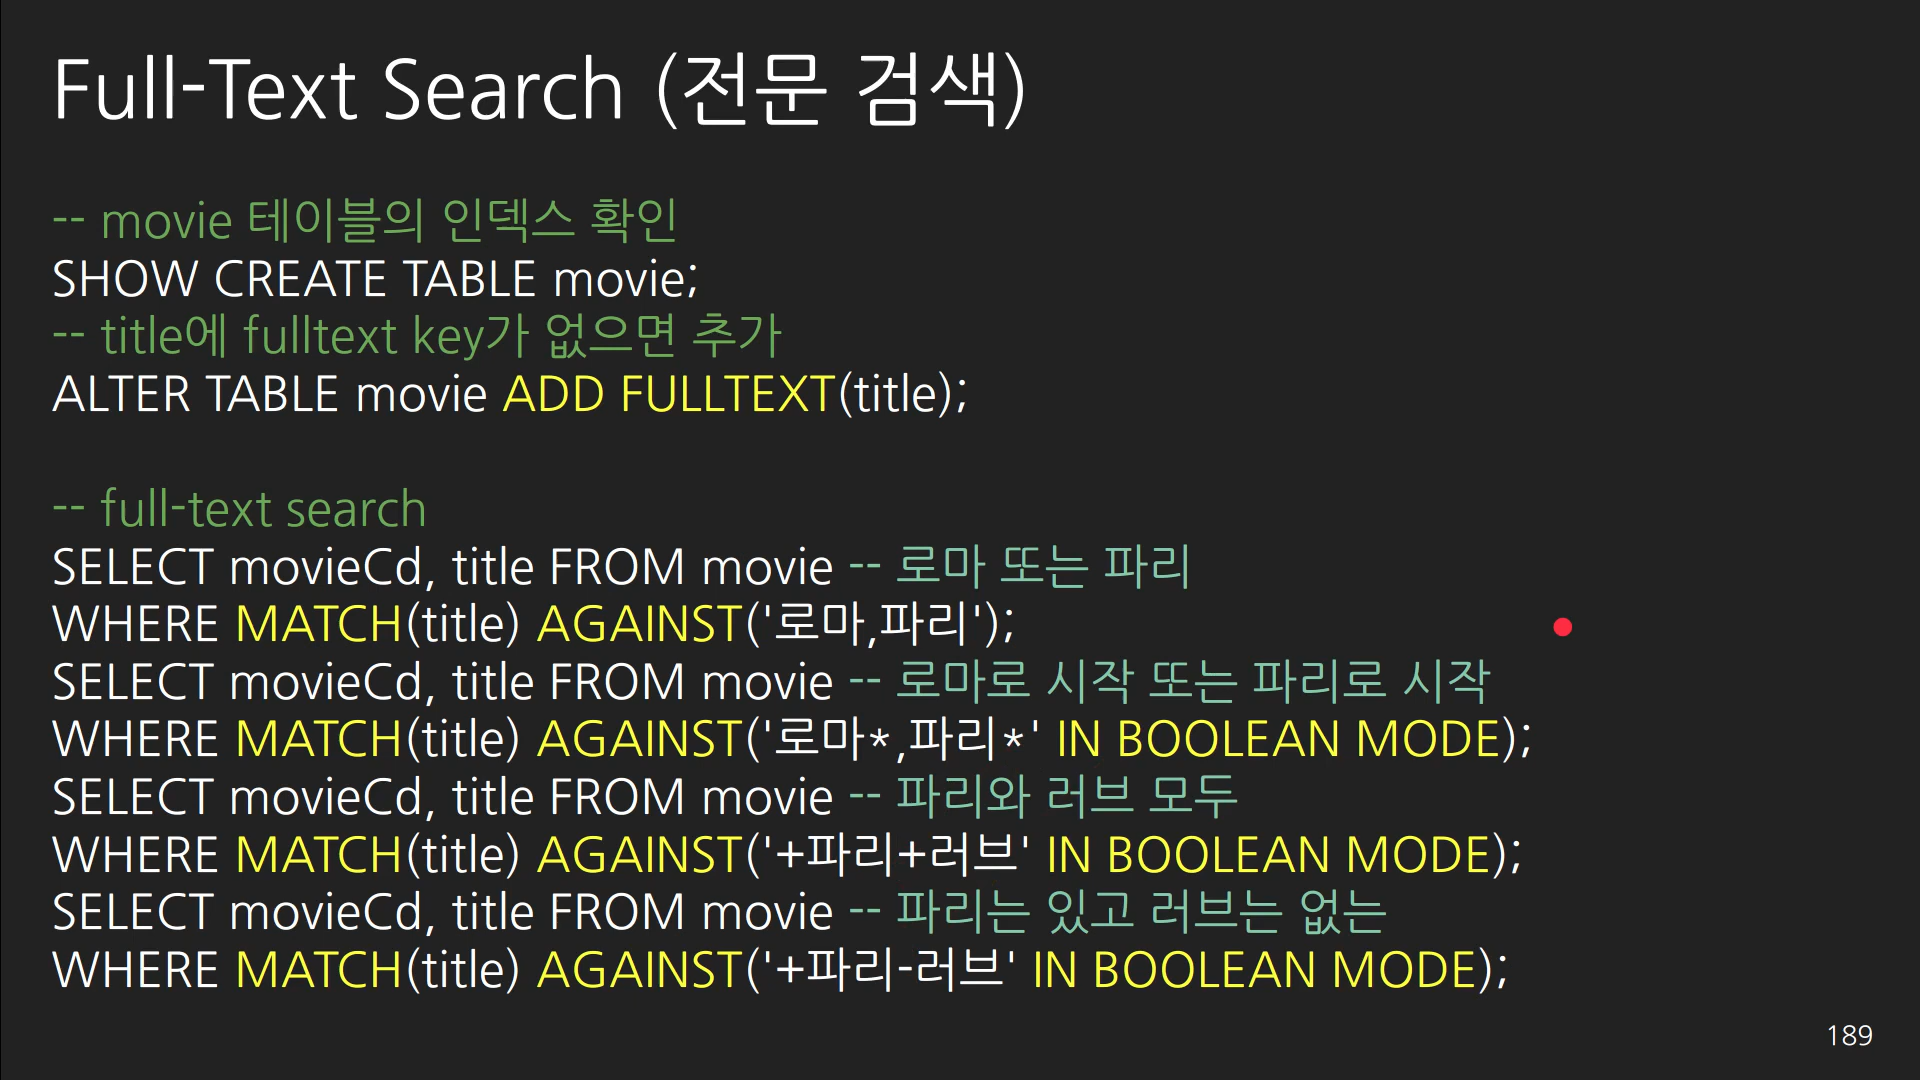 Full-Text Search (전문 검색)
-- movie 테이블의 인덱스 확인
SHOW CREATE TABLE movie;
-- title에 fulltext key가 없으면 추가
ALTER TABLE movie ADD FULLTEXT(title);
-- full-text search
SELECT movieCd, title FROM movie -- 로마 또는 파리
WHERE MATCH(title) AGAINST('로마,파리');
SELECT movieCd, title FROM movie -- 로마로 시작 또는 파리로 시작
WHERE MATCH(title) AGAINST('로마*,파리*' IN BOOLEAN MODE);
SELECT movieCd, title FROM movie -- 파리와 러브 모두
WHERE MATCH(title) AGAINST('+파리+러브' IN BOOLEAN MODE);
SELECT movieCd, title FROM movie -- 파리는 있고 러브는 없는
WHERE MATCH(title) AGAINST('+파리-러브' IN BOOLEAN MODE);
189